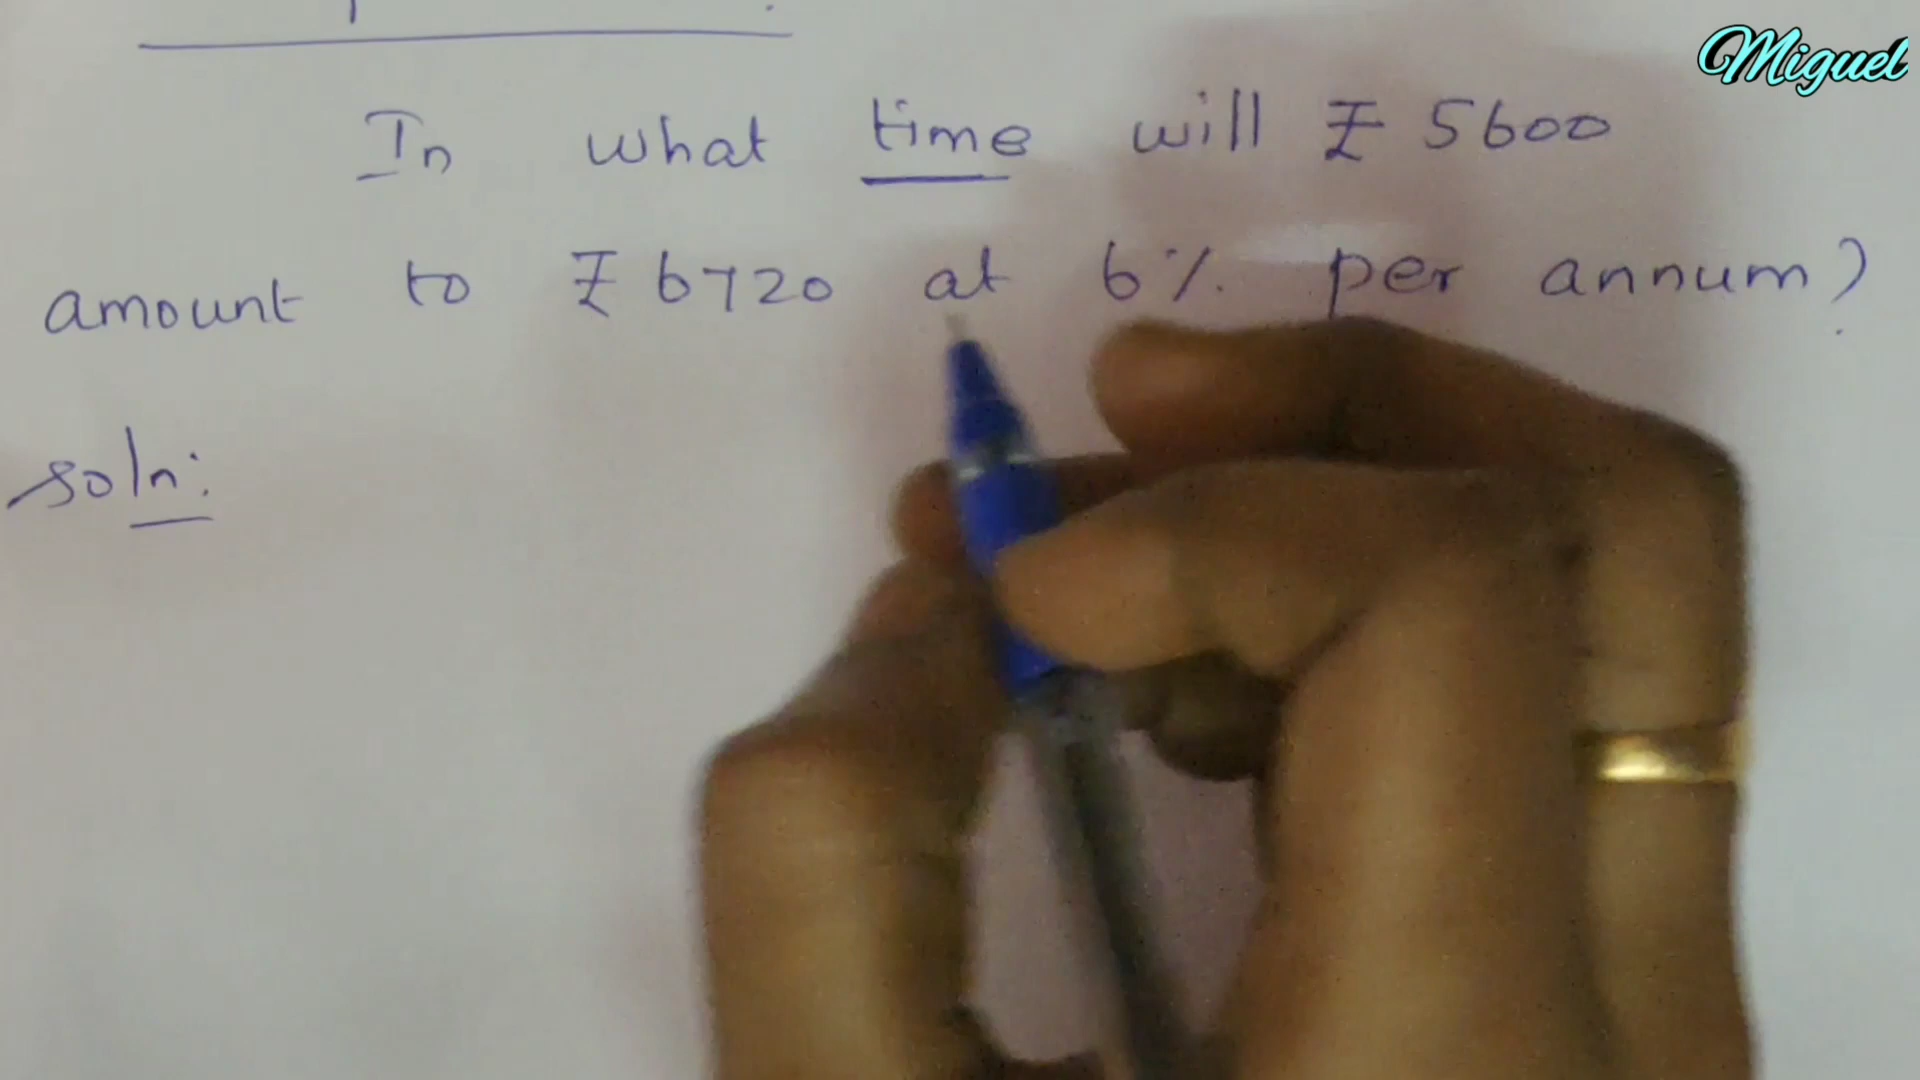 Miguel
In what time will ₹ 5600
amount to ₹ 6720 at 6% per annum?
soln: